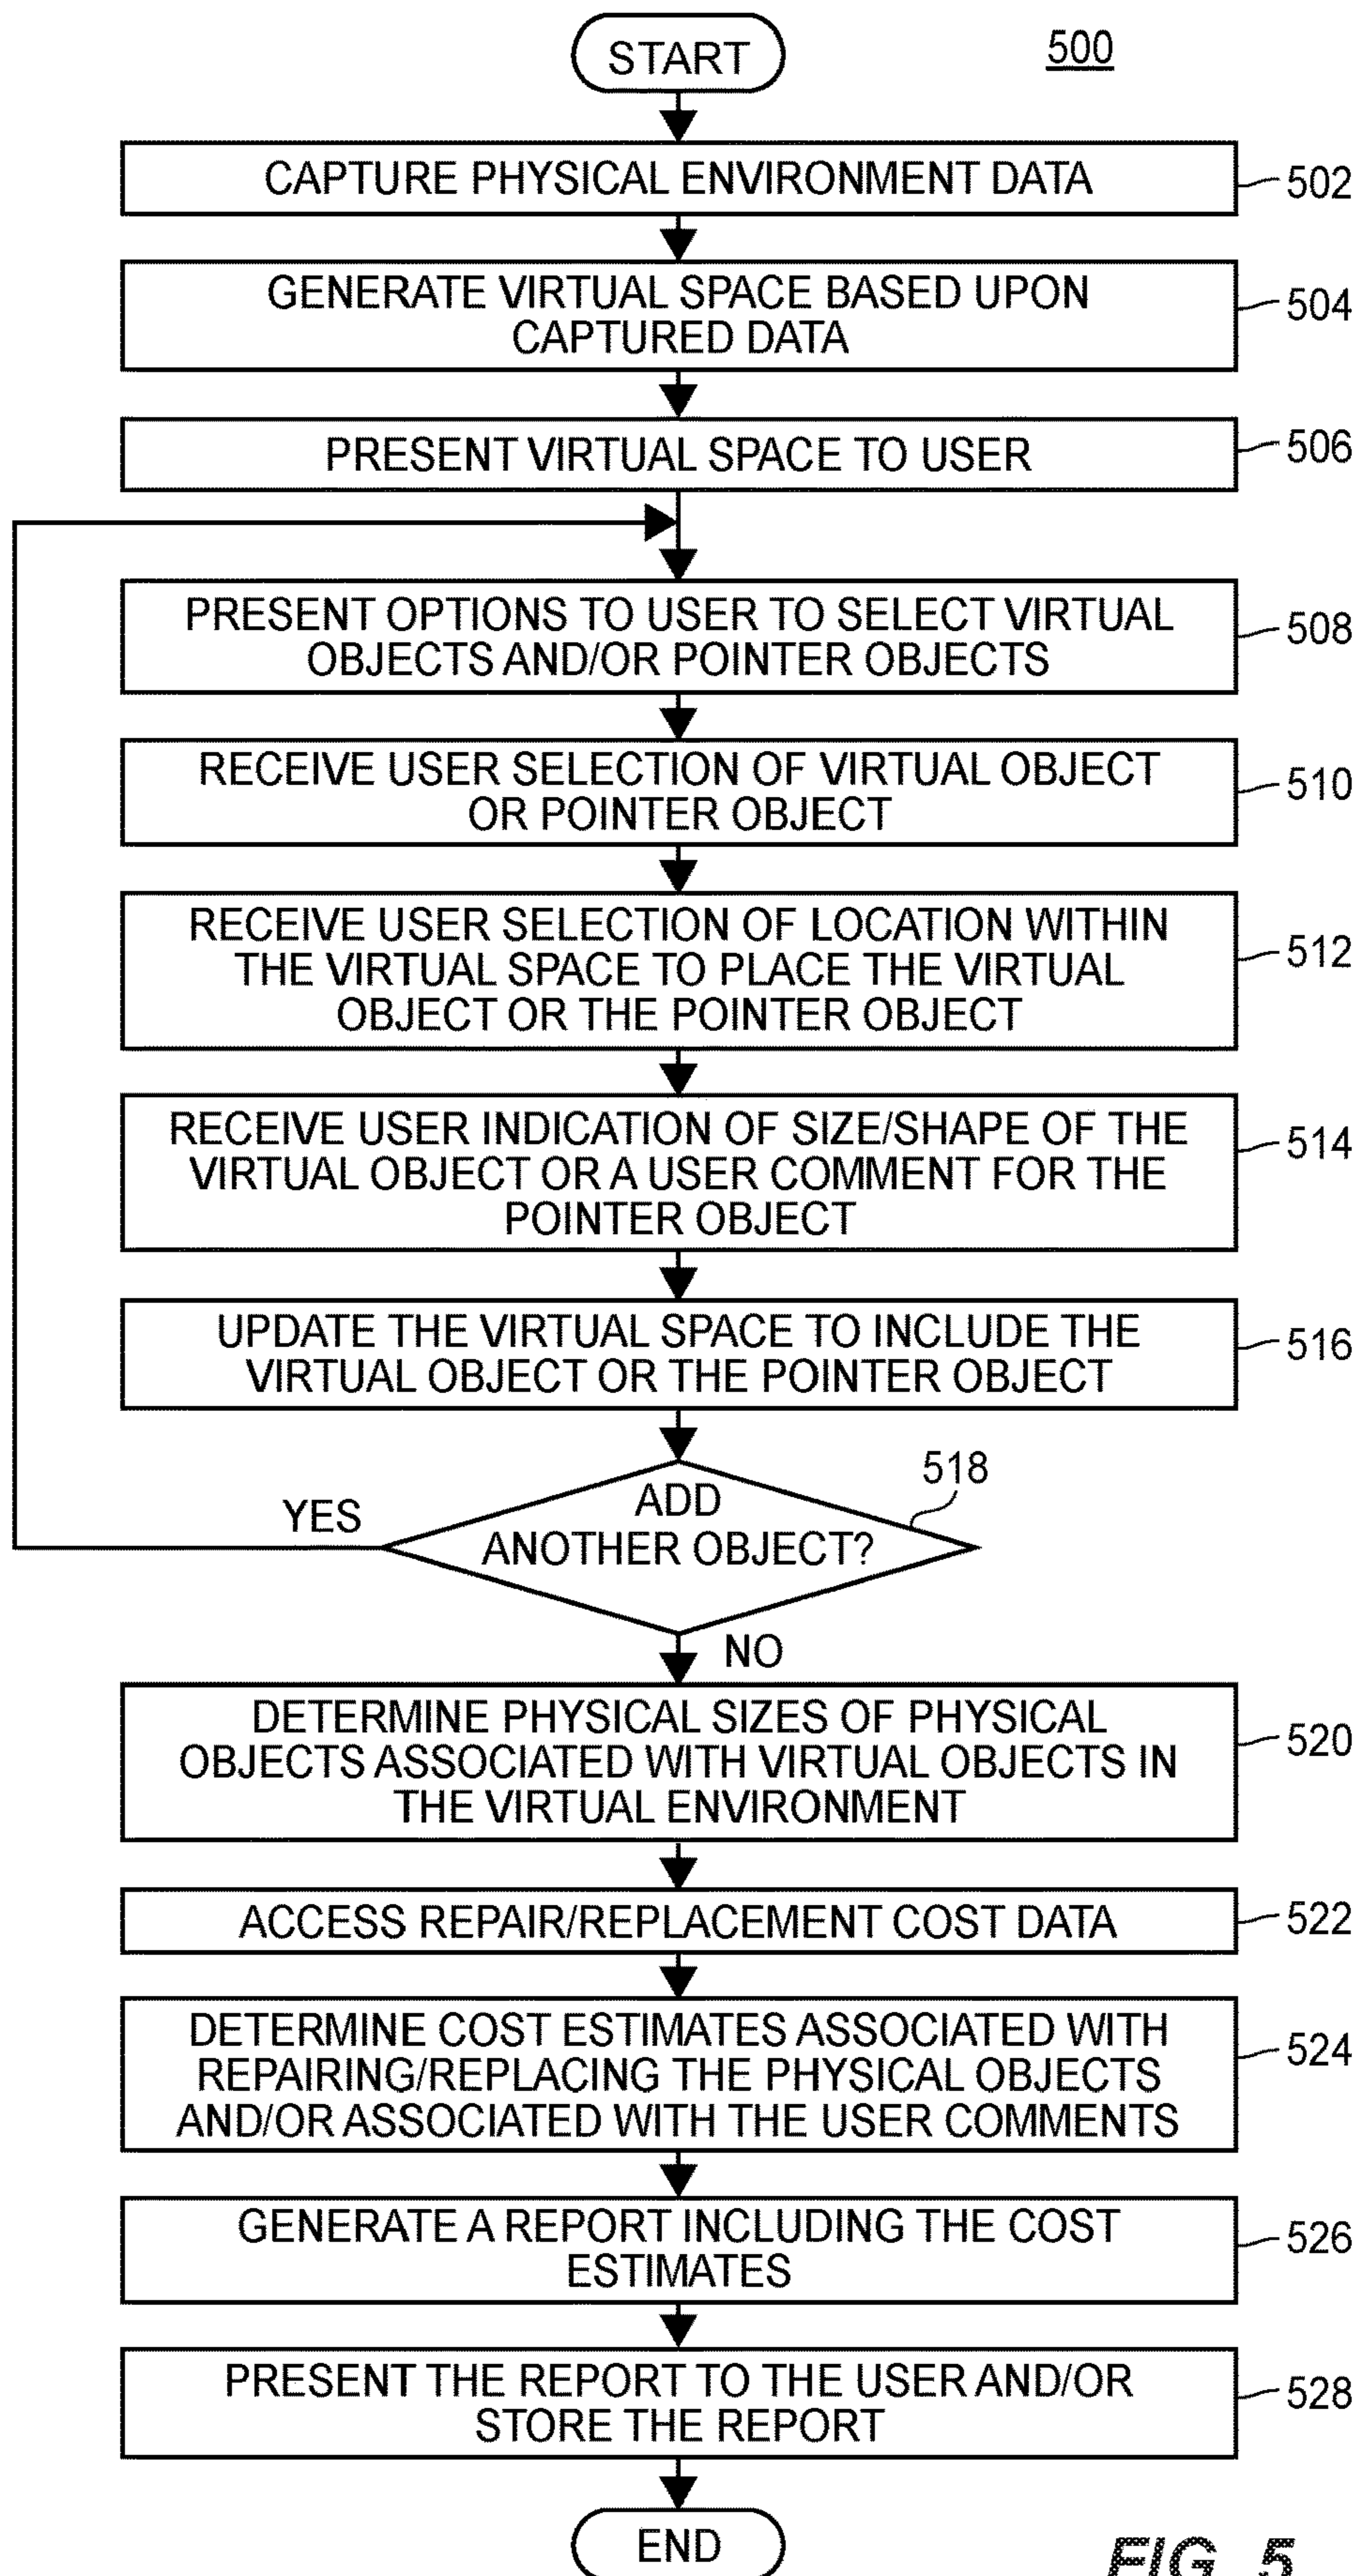 START
500
CAPTURE PHYSICAL ENVIRONMENT DATA
502
GENERATE VIRTUAL SPACE BASED UPON
CAPTURED DATA
504
PRESENT VIRTUAL SPACE TO USER
506
PRESENT OPTIONS TO USER TO SELECT VIRTUAL
OBJECTS AND/OR POINTER OBJECTS
508
RECEIVE USER SELECTION OF VIRTUAL OBJECT
OR POINTER OBJECT
510
RECEIVE USER SELECTION OF LOCATION WITHIN
THE VIRTUAL SPACE TO PLACE THE VIRTUAL
OBJECT OR THE POINTER OBJECT
512
RECEIVE USER INDICATION OF SIZE/SHAPE OF THE
VIRTUAL OBJECT OR A USER COMMENT FOR THE
POINTER OBJECT
514
UPDATE THE VIRTUAL SPACE TO INCLUDE THE
VIRTUAL OBJECT OR THE POINTER OBJECT
516
518
YES
ADD
ANOTHER OBJECT?
NO
DETERMINE PHYSICAL SIZES OF PHYSICAL
OBJECTS ASSOCIATED WITH VIRTUAL OBJECTS IN
THE VIRTUAL ENVIRONMENT
520
ACCESS REPAIR/REPLACEMENT COST DATA
522
DETERMINE COST ESTIMATES ASSOCIATED WITH
REPAIRING/REPLACING THE PHYSICAL OBJECTS
AND/OR ASSOCIATED WITH THE USER COMMENTS
524
GENERATE A REPORT INCLUDING THE COST
ESTIMATES
526
PRESENT THE REPORT TO THE USER AND/OR
STORE THE REPORT
528
END
FIG. 5